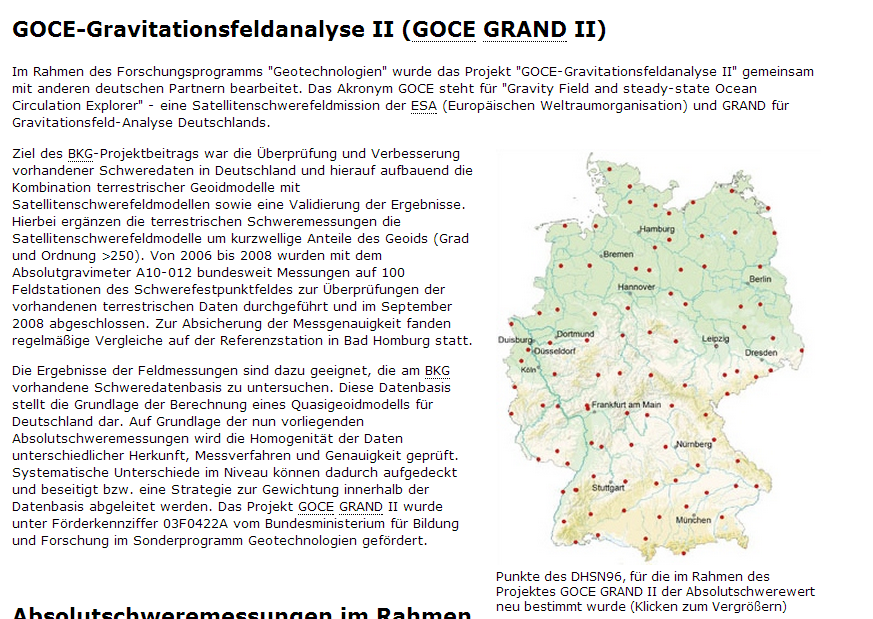 GOCE-Gravitationsfeldanalyse II (GOCE GRAND II)
Im Rahmen des Forschungsprogramms "Geotechnologien" wurde das Projekt "GOCE-Gravitationsfeldanalyse II" gemeinsam
mit anderen deutschen Partnern bearbeitet. Das Akronym GOCE steht für "Gravity Field and steady-state Ocean
Circulation Explorer" - eine Satellitenschwerefeldmission der ESA (Europäischen Weltraumorganisation) und GRAND für
Gravitationsfeld-Analyse Deutschlands.
Ziel des BKG-Projektbeitrags war die Überprüfung und Verbesserung
vorhandener Schweredaten in Deutschland und hierauf aufbauend die
Kombination terrestrischer Geoidmodelle mit
Satellitenschwerefeldmodellen sowie eine Validierung der Ergebnisse.
Hierbei ergänzen die terrestrischen Schweremessungen die
Satellitenschwerefeldmodelle um kurzwellige Anteile des Geoids (Grad
und Ordnung >250). Von 2006 bis 2008 wurden mit dem
Absolutgravimeter A10-012 bundesweit Messungen auf 100
Feldstationen des Schwerefestpunktfeldes zur Überprüfungen der
vorhandenen terrestrischen Daten durchgeführt und im September
2008 abgeschlossen. Zur Absicherung der Messgenauigkeit fanden
regelmäßige Vergleiche auf der Referenzstation in Bad Homburg statt.
Die Ergebnisse der Feldmessungen sind dazu geeignet, die am BKG
vorhandene Schweredatenbasis zu untersuchen. Diese Datenbasis
stellt die Grundlage der Berechnung eines Quasigeoidmodells für
Deutschland dar. Auf Grundlage der nun vorliegenden
Absolutschweremessungen wird die Homogenität der Daten
unterschiedlicher Herkunft, Messverfahren und Genauigkeit geprüft.
Systematische Unterschiede im Niveau können dadurch aufgedeckt
und beseitigt bzw. eine Strategie zur Gewichtung innerhalb der
Datenbasis abgeleitet werden. Das Projekt GOCE GRAND II wurde
unter Förderkennziffer 03F0422A vom Bundesministerium für Bildung
und Forschung im Sonderprogramm Geotechnologien gefördert.
Hamburg
Bremen
Berlin
Hannover
Dortmund
Duisburg
Düsseldorf
Leipzig
Dresden
Köln
Frankfurt am Main
Nürnberg
Stuttgart
München
Punkte des DHSN96, für die im Rahmen des
Projektes GOCE GRAND II der Absolutschwerewert
neu bestimmt wurde (Klicken zum Vergrößern)
Absolutschweremessungen im Rahmen